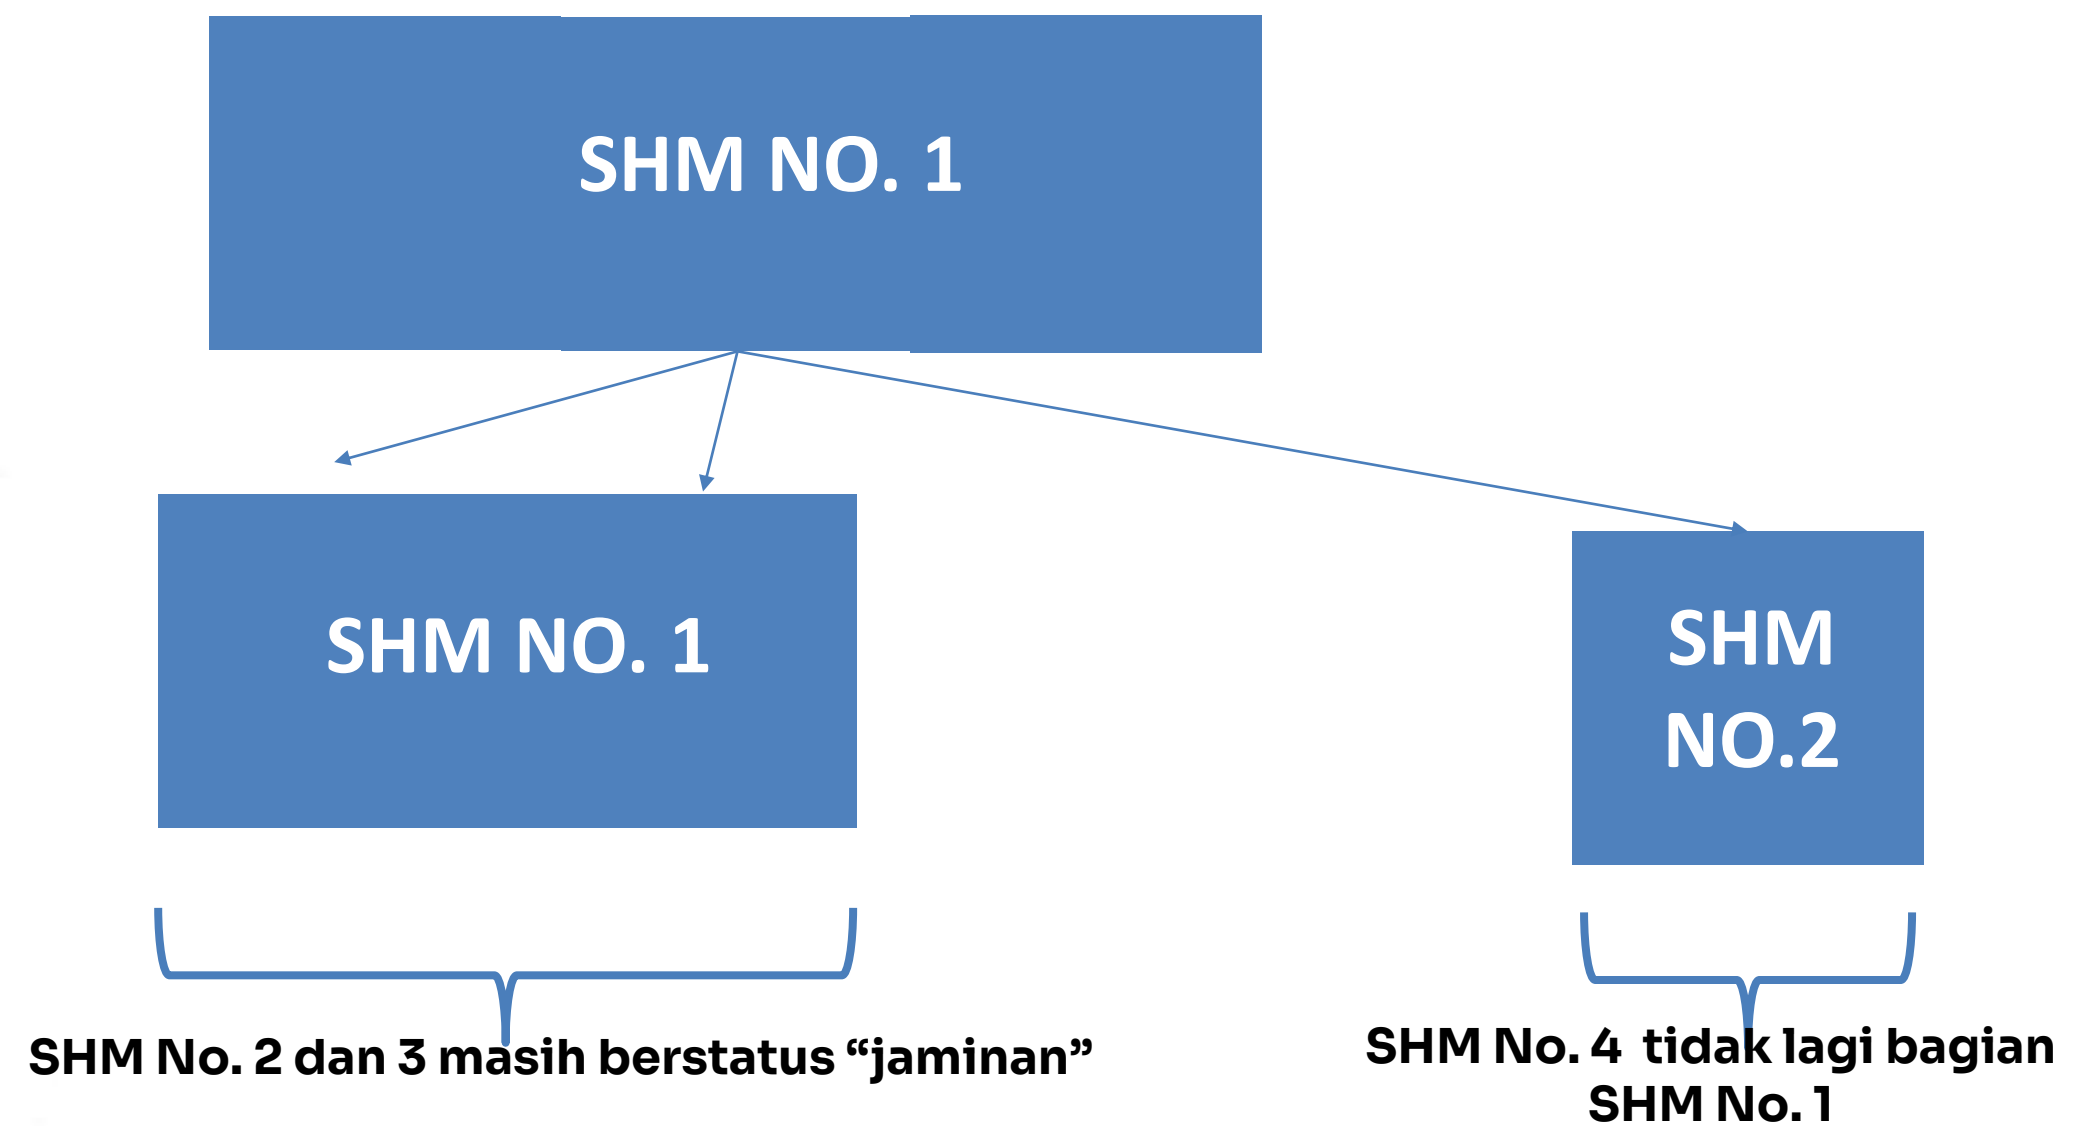 SHM NO. 1
SHM NO. 1
SHM
NO.2
SHM No. 2 dan 3 masih berstatus “jaminan”
SHM No. 4 tidak lagi bagian
SHM No. 1